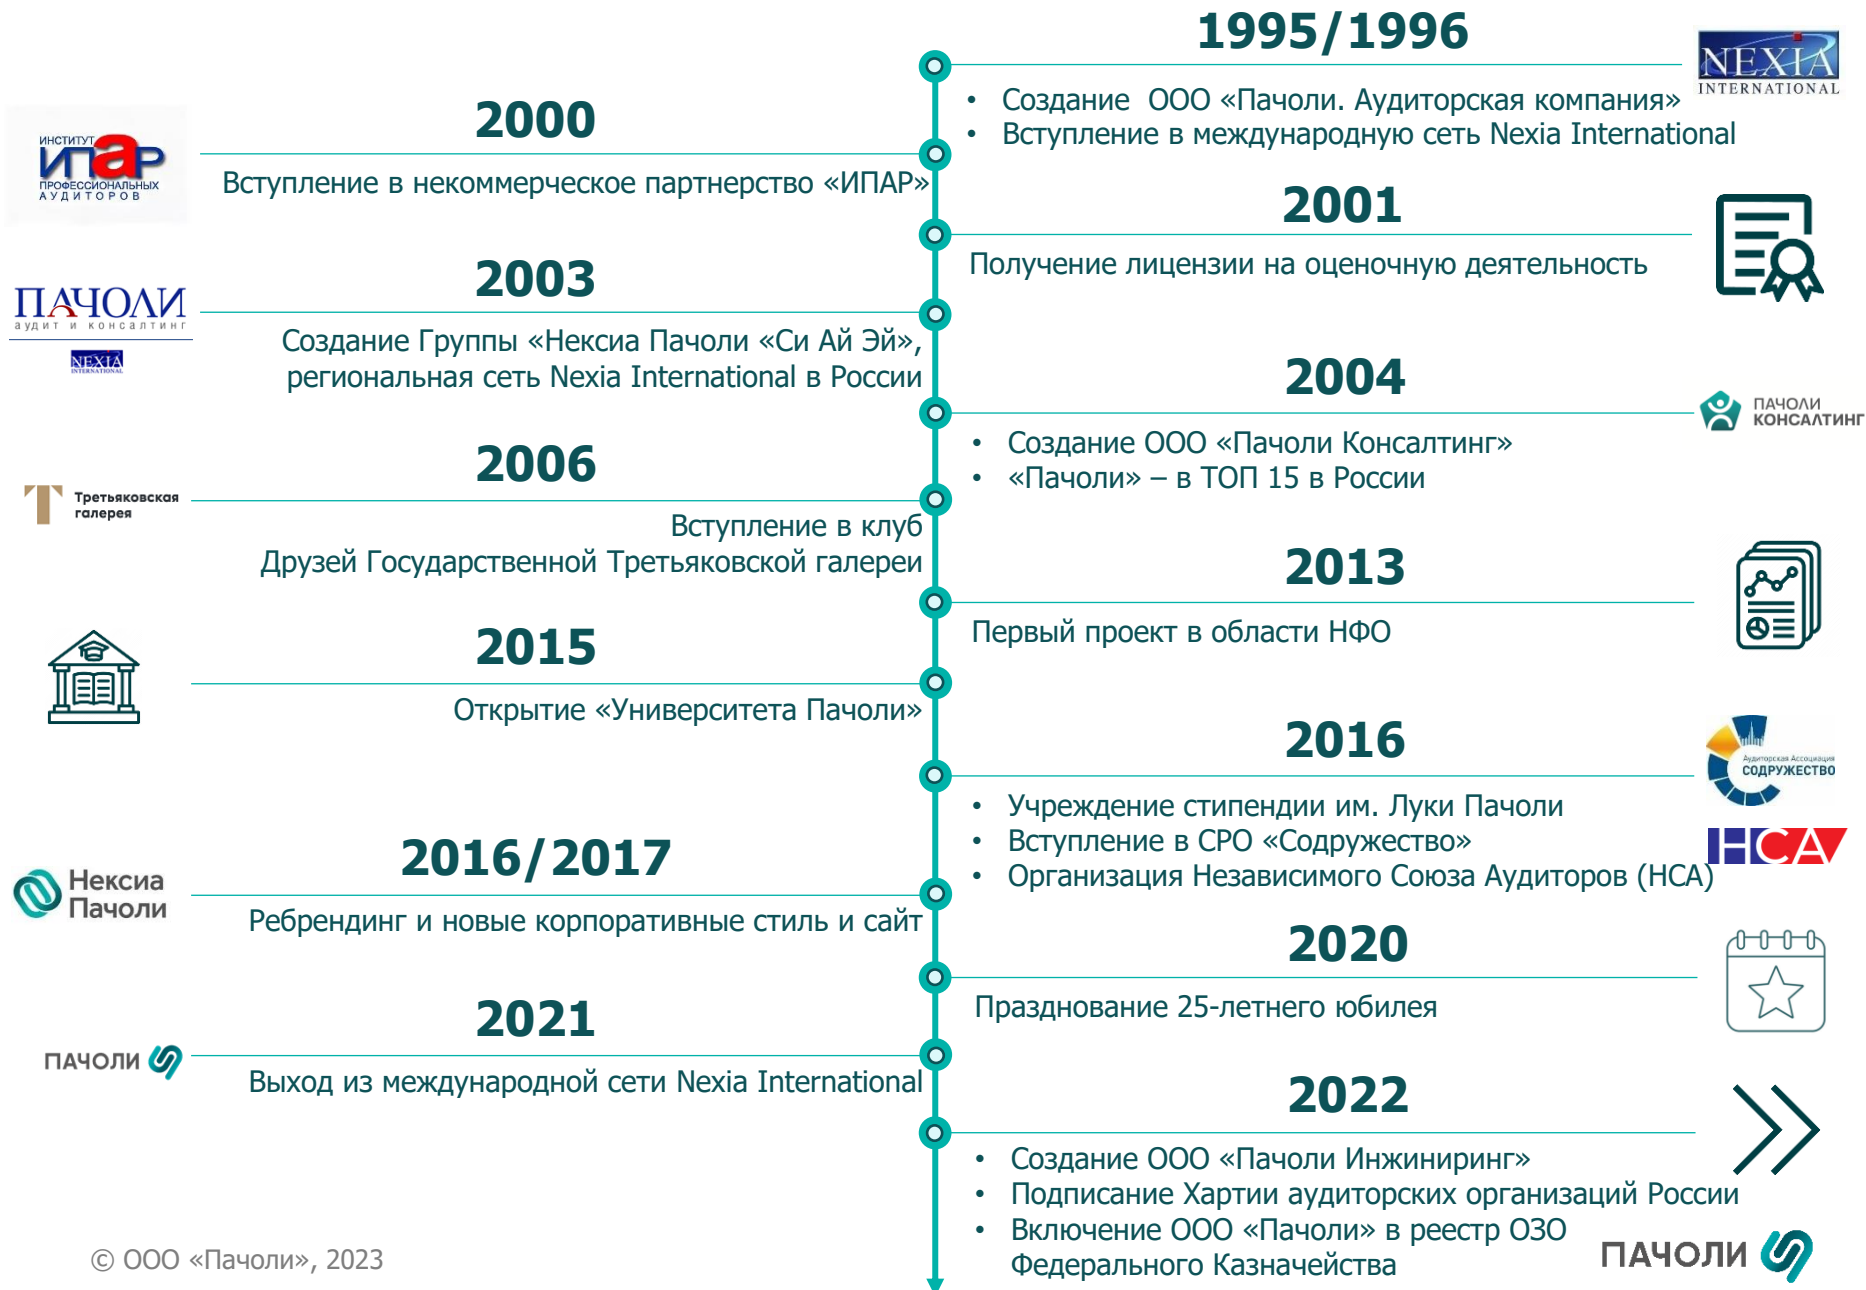 1995/1996
NEXIA
INTERNATIONAL
• Создание ООО «Пачоли. Аудиторская компания»
• Вступление в международную сеть Nexia International
2000
ИНСТИТУТ
ИПАР
ПРОФЕССИОНАЛЬНЫХ
АУДИТОРОВ
Вступление в некоммерческое партнерство «ИПАР»
2001
Получение лицензии на оценочную деятельность
2003
ПАЧОЛИ
аудит и консалтинг
NEXIA
INTERNATIONAL
Создание Группы «Нексиа Пачоли «Си Ай Эй»,
региональная сеть Nexia International в России
2004
ПАЧОЛИ
КОНСАЛТИНГ
• Создание ООО «Пачоли Консалтинг»
• «Пачоли» – в ТОП 15 в России
2006
Третьяковская
галерея
Вступление в клуб
Друзей Государственной Третьяковской галереи
2013
Первый проект в области НФО
2015
Открытие «Университета Пачоли»
2016
Аудиторская Ассоциация
СОДРУЖЕСТВО
• Учреждение стипендии им. Луки Пачоли
• Вступление в СРО «Содружество»
• Организация Независимого Союза Аудиторов (НСА)
НСА
2016/2017
Нексиа
Пачоли
Ребрендинг и новые корпоративные стиль и сайт
2020
Празднование 25-летнего юбилея
2021
ПАЧОЛИ
Выход из международной сети Nexia International
2022
• Создание ООО «Пачоли Инжиниринг»
• Подписание Хартии аудиторских организаций России
• Включение ООО «Пачоли» в реестр ОЗО
Федерального Казначейства
© ООО «Пачоли», 2023
ПАЧОЛИ